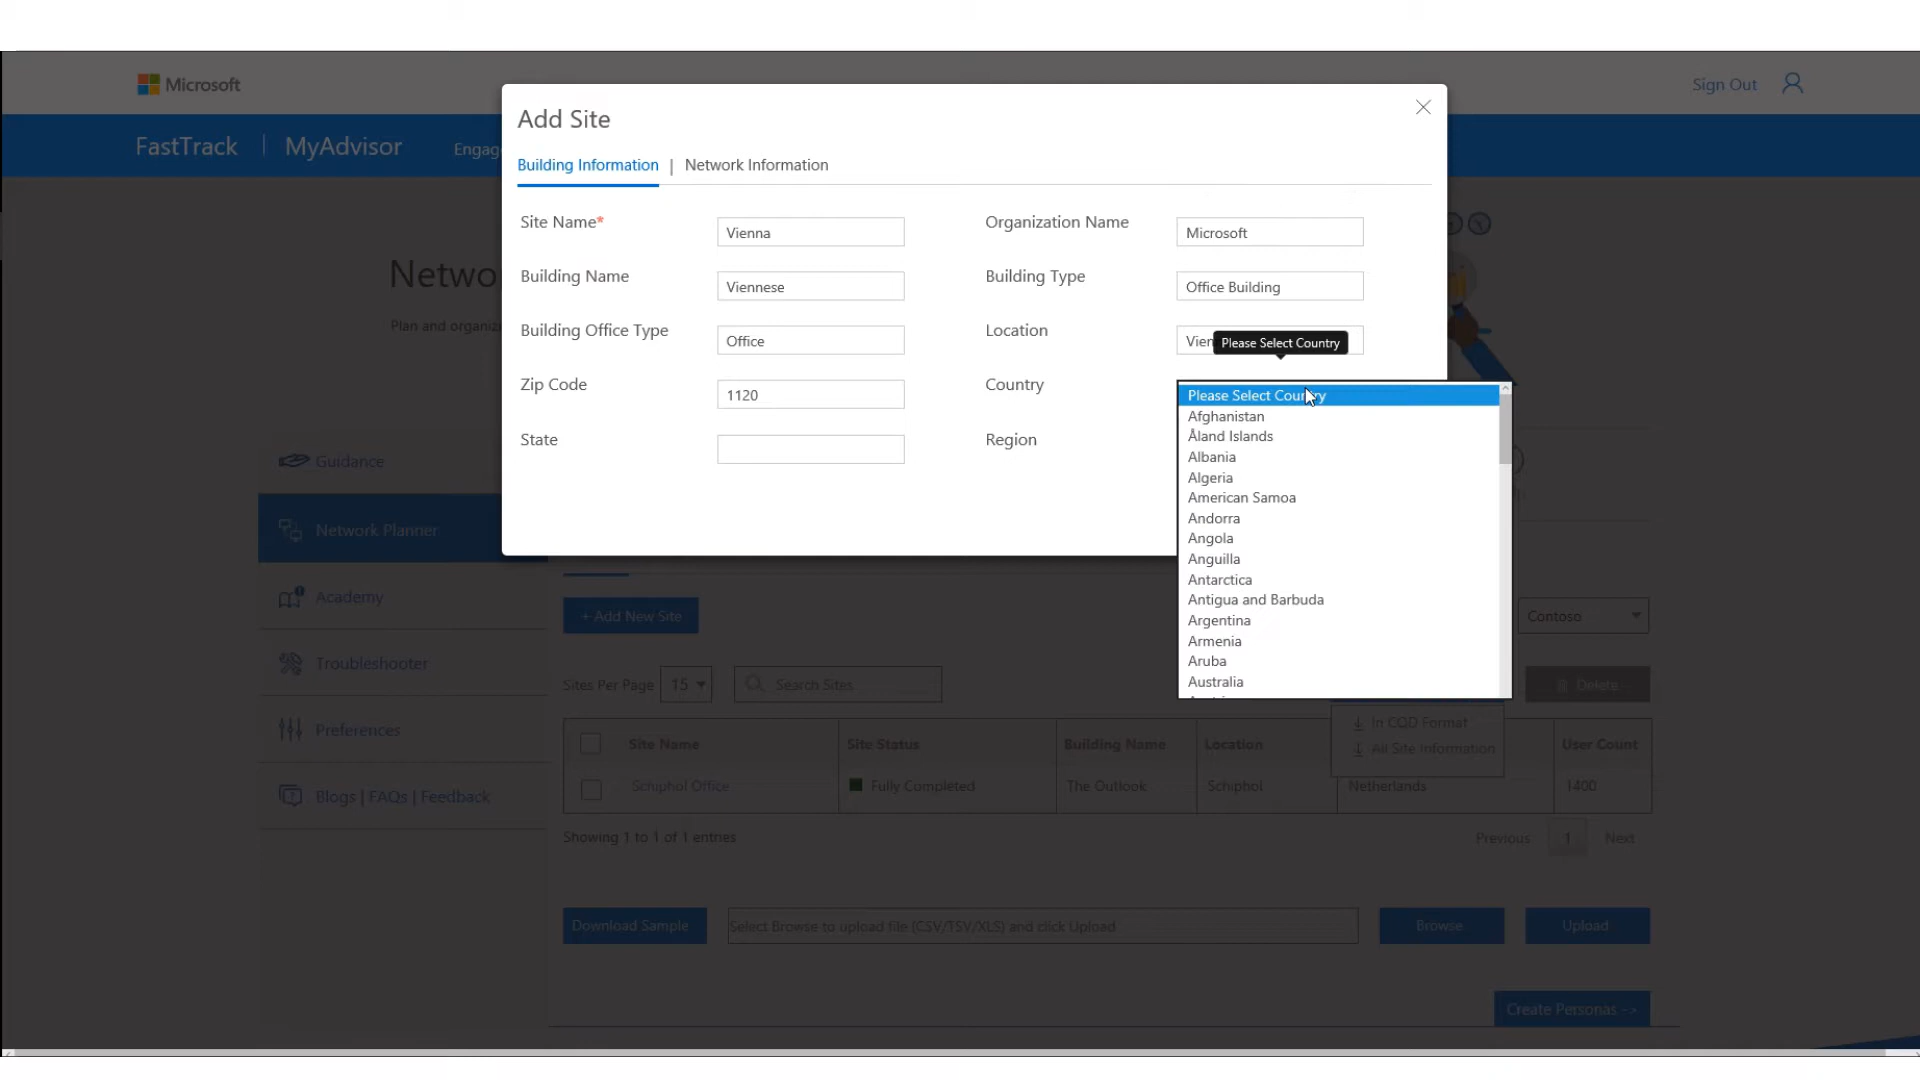 Microsoft
Sign Out
FastTrack | MyAdvisor Engag
Add Site
Building Information | Network Information
Site Name*
Vienna
Organization Name
Microsoft
Building Name
Viennese
Building Type
Office Building
Building Office Type
Office
Location
Vien
Please Select Country
Zip Code
1120
Country
State
Region
Please Select Country
Afghanistan
Åland Islands
Albania
Algeria
American Samoa
Andorra
Angola
Anguilla
Antarctica
Antigua and Barbuda
Argentina
Armenia
Aruba
Australia
Netwo
Plan and organiz
Guidance
Network Planner
Academy
Troubleshooter
Preferences
Blogs | FAQs | Feedback
+ Add New Site
Contoso
Sites Per Page 15
Search Sites
Delete
In CQD Format
All Site Information
Site Name Site Status Building Name Location User Count
Schiphol Office Fully Completed The Outlook Schiphol Netherlands 1400
Showing 1 to 1 of 1 entries
Previous 1 Next
Download Sample
Select Browse to upload file (CSV/TSV/XLS) and click Upload
Browse
Upload
Create Personas ->